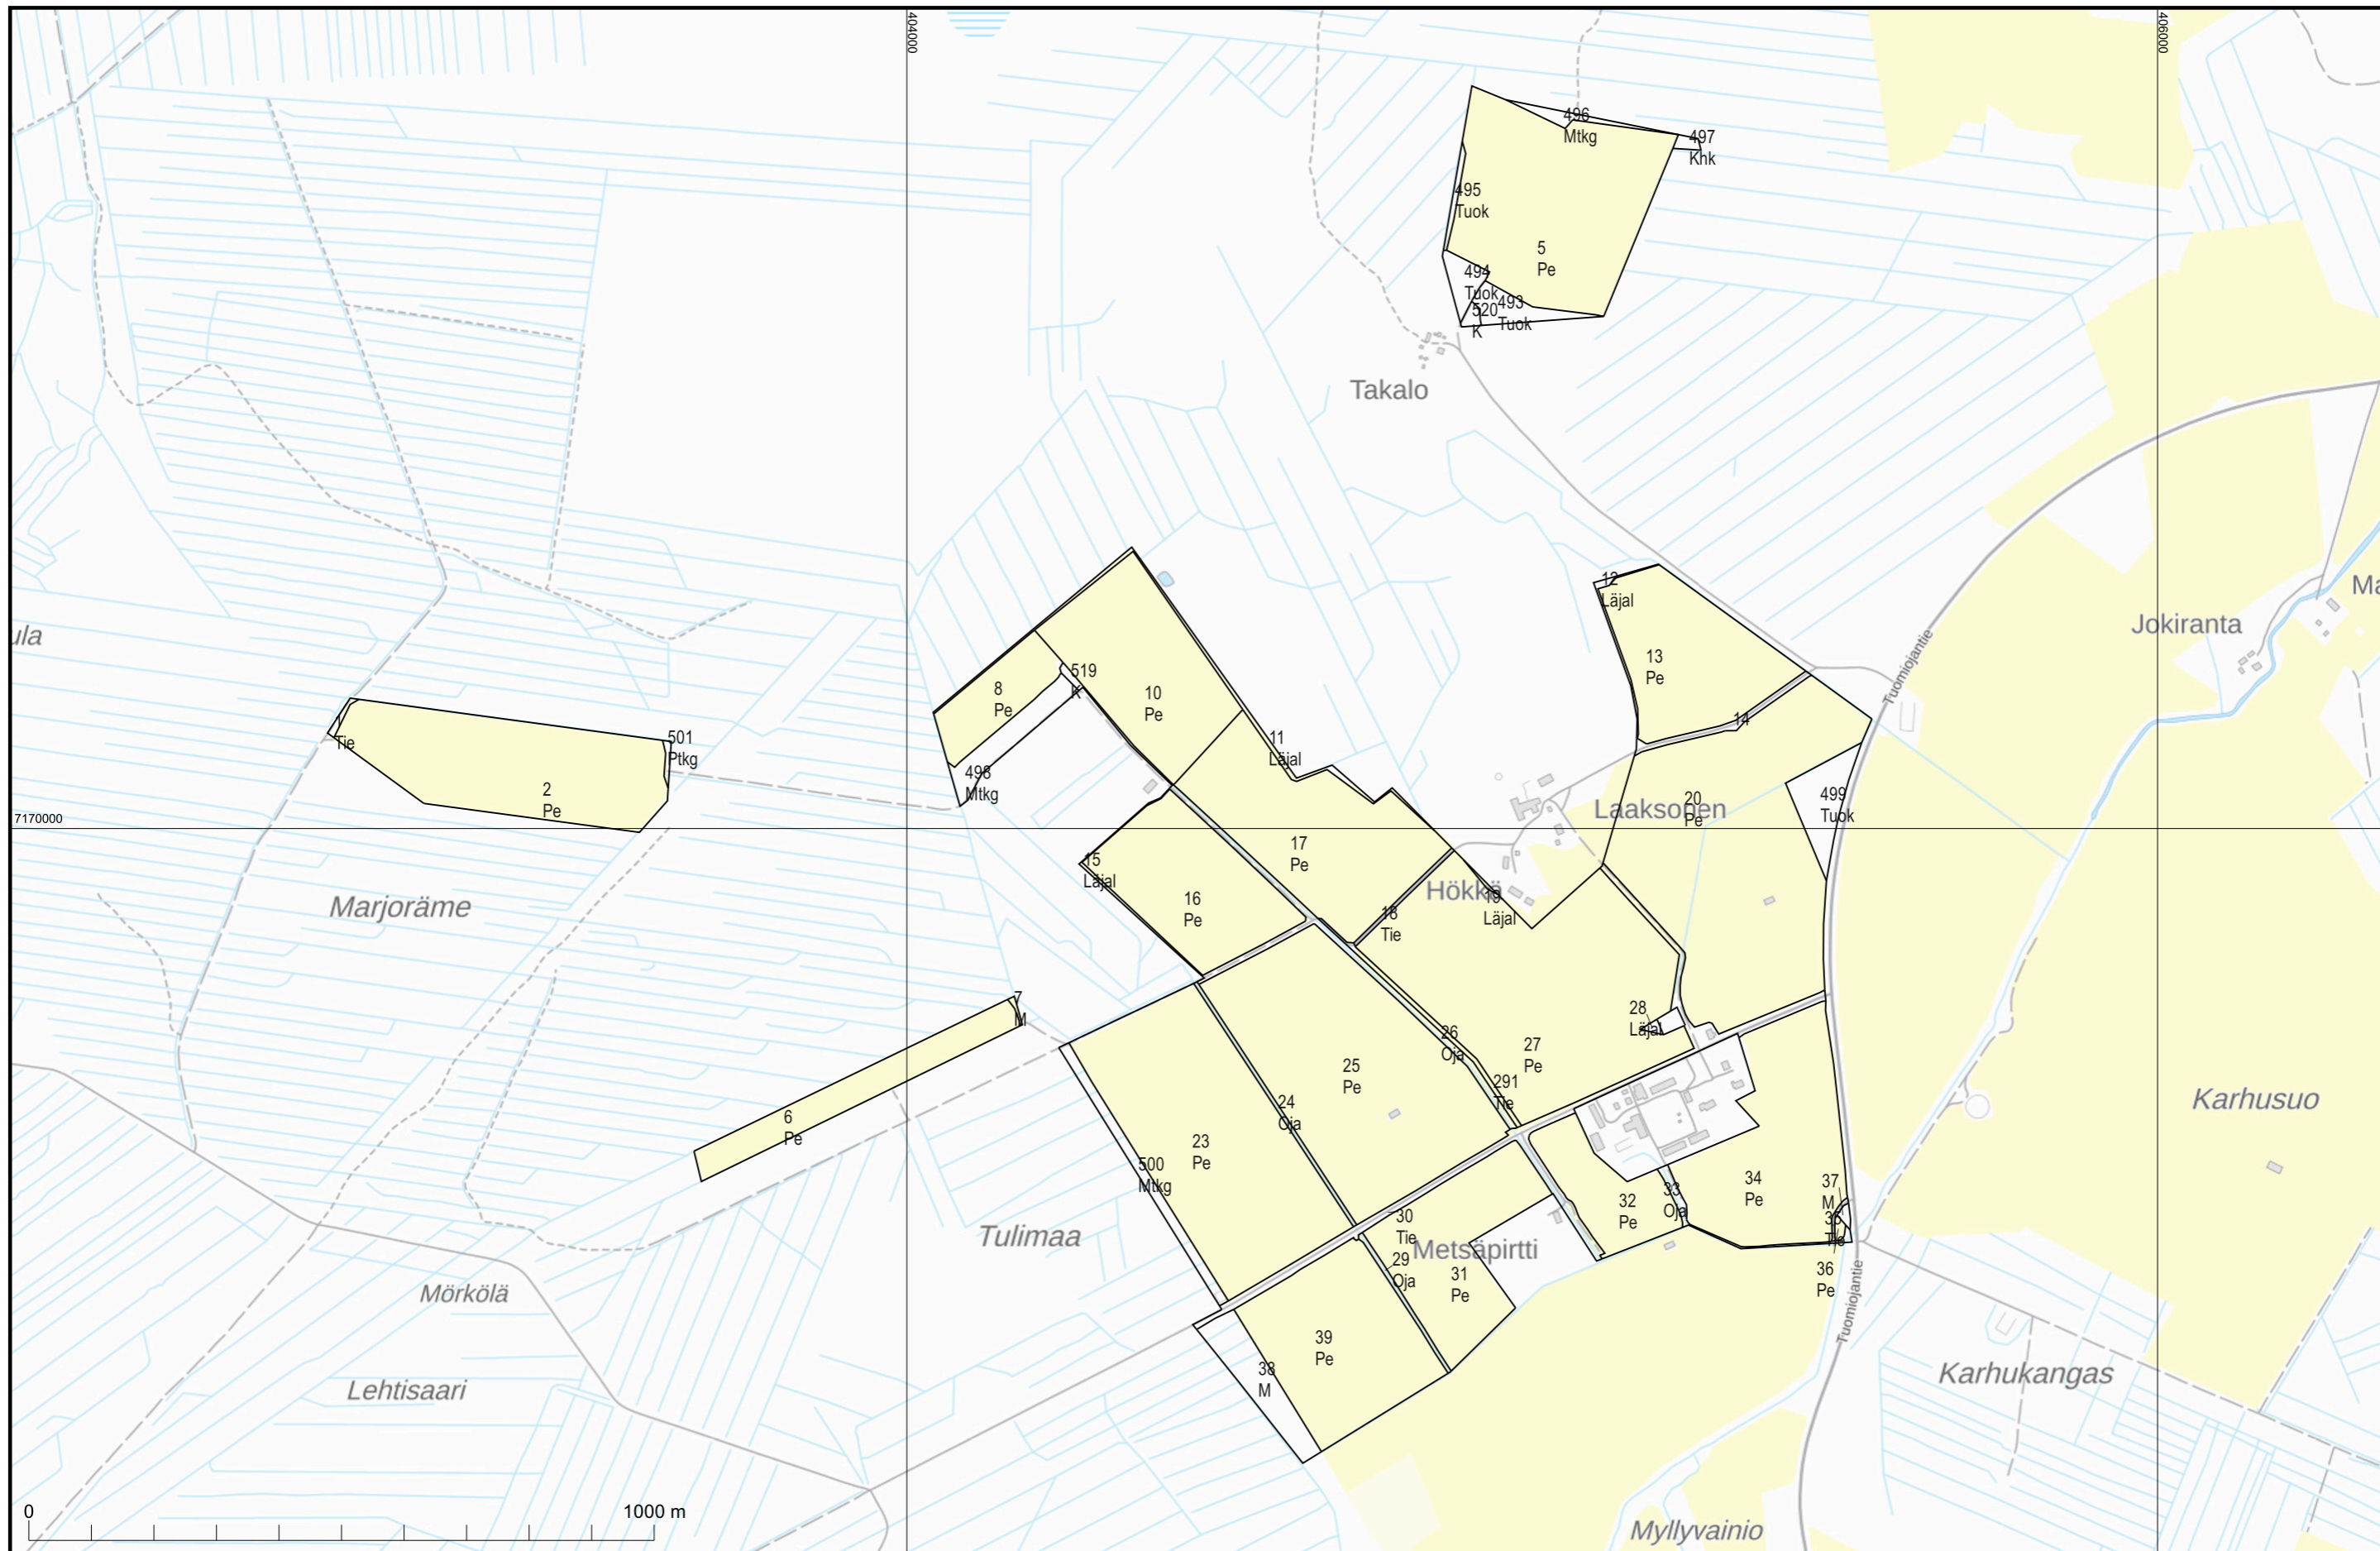 404000
406000
496
Mtkg
497
Khk
495
Tuok
5
Pe
494
Tuok
493
Tuok
520
K
Takalo
12
Läjal
13
Pe
14
Tuomiojantie
Jokiranta
Ma
ula
519
K
8
Pe
10
Pe
11
Läjal
1
Tie
501
Ptkg
2
Pe
498
Mtkg
Laaksonen
20
Pe
499
Tuok
7170000
17
Pe
15
Läjal
16
Pe
Hökkä
19
Läjal
18
Tie
Marjoräme
7
M
28
Läjal
26
Oja
27
Pe
25
Pe
291
Tie
24
Oja
6
Pe
23
Pe
500
Mtkg
Karhusuo
34
Pe
37
M
33
Oja
32
Pe
35
Tie
30
Tie
Tulimaa
Metsäpirtti
29
Oja
31
Pe
36
Pe
Tuomiojantie
Mörkölä
39
Pe
38
M
Lehtisaari
Karhukangas
Myllyvainio
0
1000 m